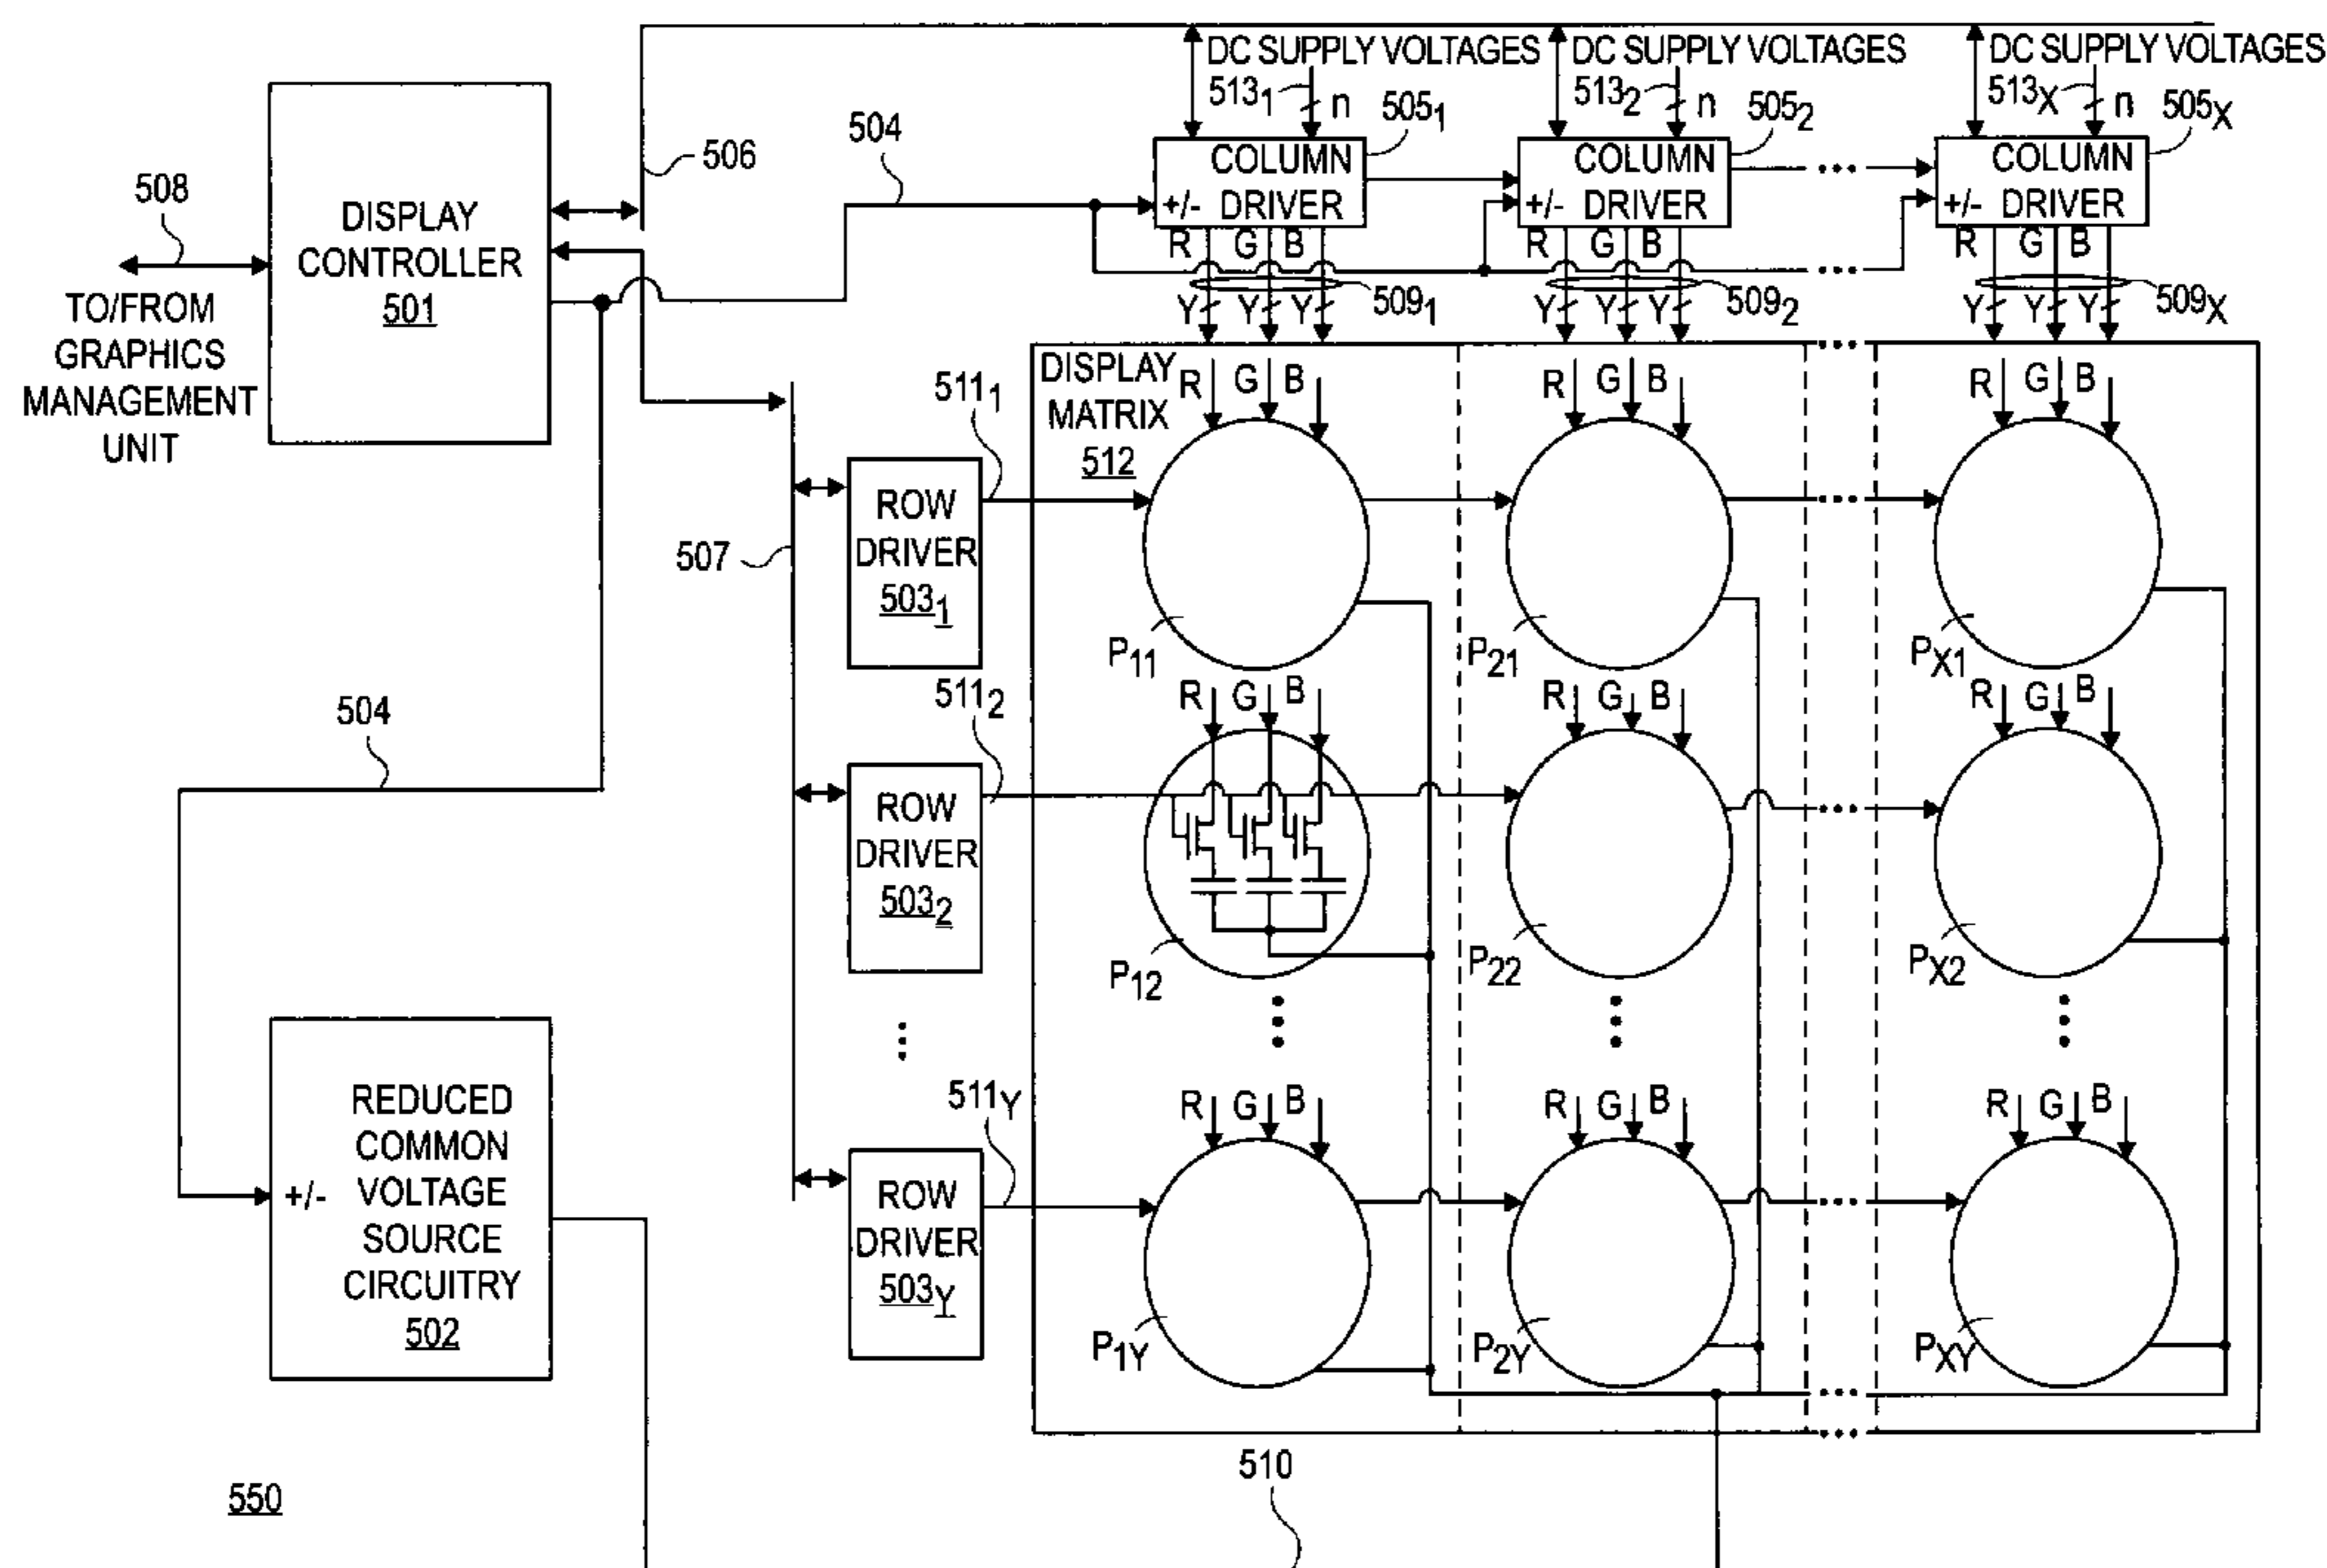 DC SUPPLY VOLTAGES
DC SUPPLY VOLTAGES
DC SUPPLY VOLTAGES
513₁
n
505₁
513₂
n
505₂
513X
n
505X
506
504
508
DISPLAY
CONTROLLER
501
TO/FROM
GRAPHICS
MANAGEMENT
UNIT
COLUMN
+/- DRIVER
COLUMN
+/- DRIVER
...
COLUMN
+/- DRIVER
R G B
R G B
R G B
...
Y Y Y 509₁
Y Y Y 509₂
Y Y Y 509X
...
DISPLAY
MATRIX
512
R G B
R G B
R G B
511₁
ROW
DRIVER
503₁
507
...
P11
P21
PX1
504
511₂
R G B
R G B
R G B
ROW
DRIVER
503₂
...
P12
P22
PX2
...
...
...
...
REDUCED
COMMON
+/- VOLTAGE
SOURCE
CIRCUITRY
502
511Y
R G B
R G B
R G B
ROW
DRIVER
503Y
...
P1Y
P2Y
PXY
...
...
510
550